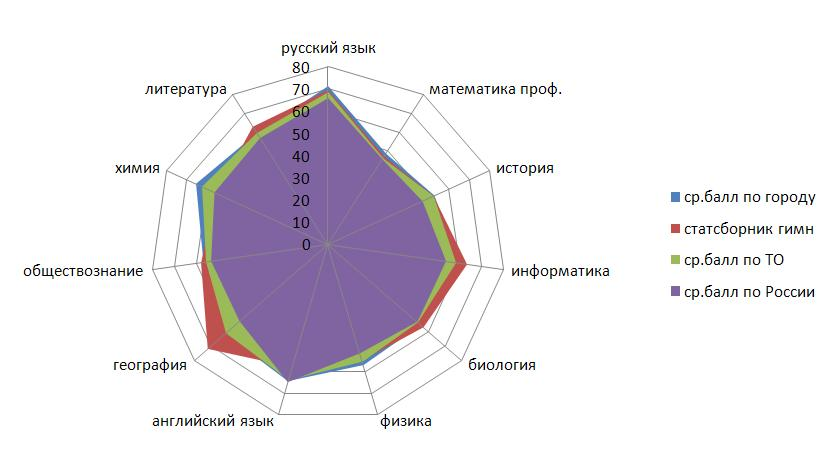 русский язык
80
70
60
50
40
30
20
10
0
математика проф.
история
информатика
биология
физика
английский язык
география
обществознание
химия
литература
ср.балл по городу
статсборник гимн
ср.балл по ТО
ср.балл по России